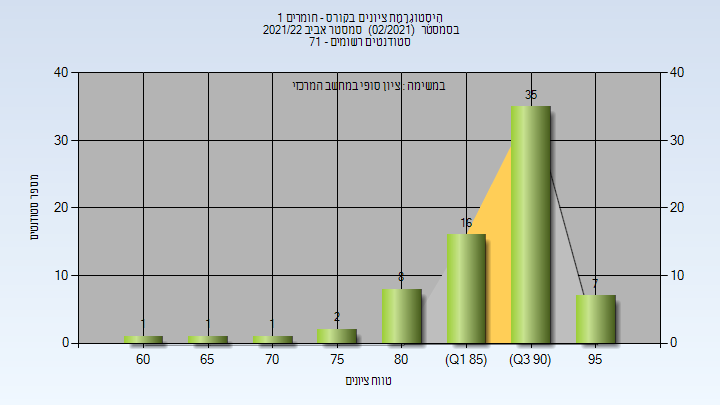 היסטוגרמת ציונים בקורס - חומרים 1
בסמסטר (02/2021) סמסטר אביב 2021/22
סטודנטים רשומים - 71
במשימה : ציון סופי במחשב המרכזי
40 40
30 30
20 20
10 10
0 0
מספר סטודנטים
1 1 1 2 8 16 35 7
60 65 70 75 80 (Q1 85) (Q3 90) 95
טווח ציונים